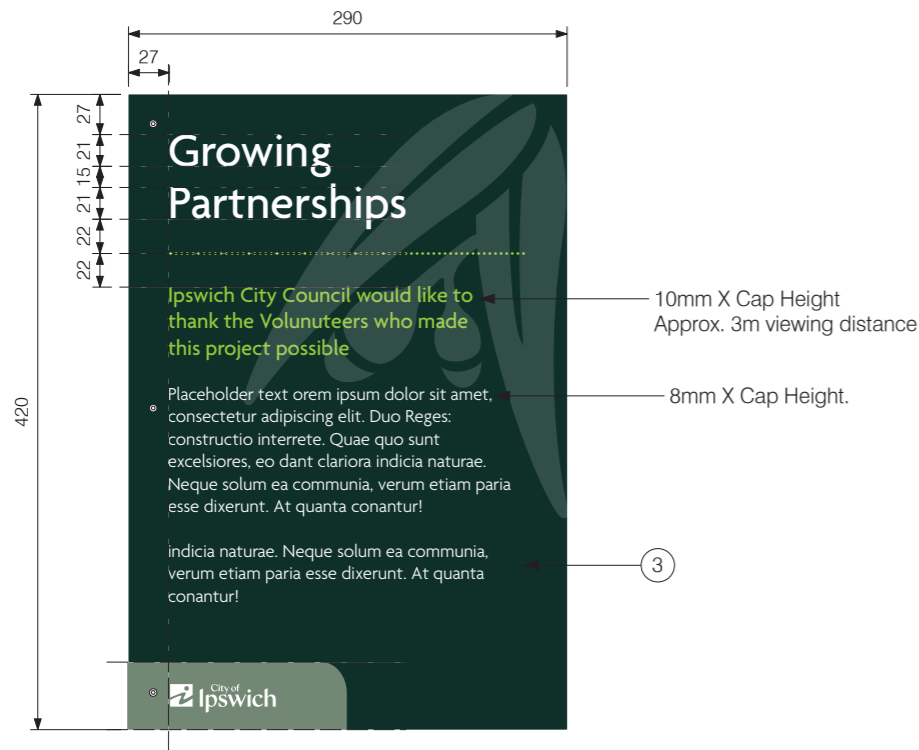 290
27
27
21
15
21
22
22
420
Growing
Partnerships
Ipswich City Council would like to
thank the Volunuteers who made
this project possible
10mm X Cap Height
Approx. 3m viewing distance
Placeholder text orem ipsum dolor sit amet,
consectetur adipiscing elit. Duo Reges:
constructio interrete. Quae quo sunt
excelsiores, eo dant clariora indicia naturae.
Neque solum ea communia, verum etiam paria
esse dixerunt. At quanta conantur!
8mm X Cap Height.
indicia naturae. Neque solum ea communia,
verum etiam paria esse dixerunt. At quanta
conantur!
3
City of
Ipswich